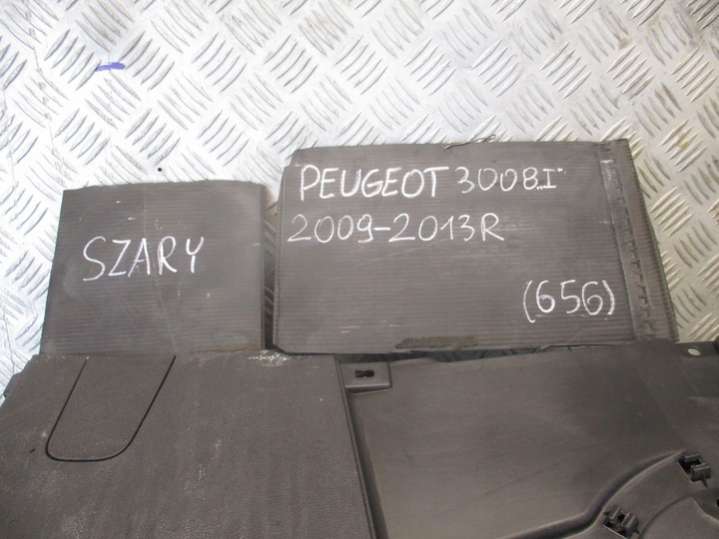 SZARY
PEUGEOT 3008 I
2009-2013R
(656)